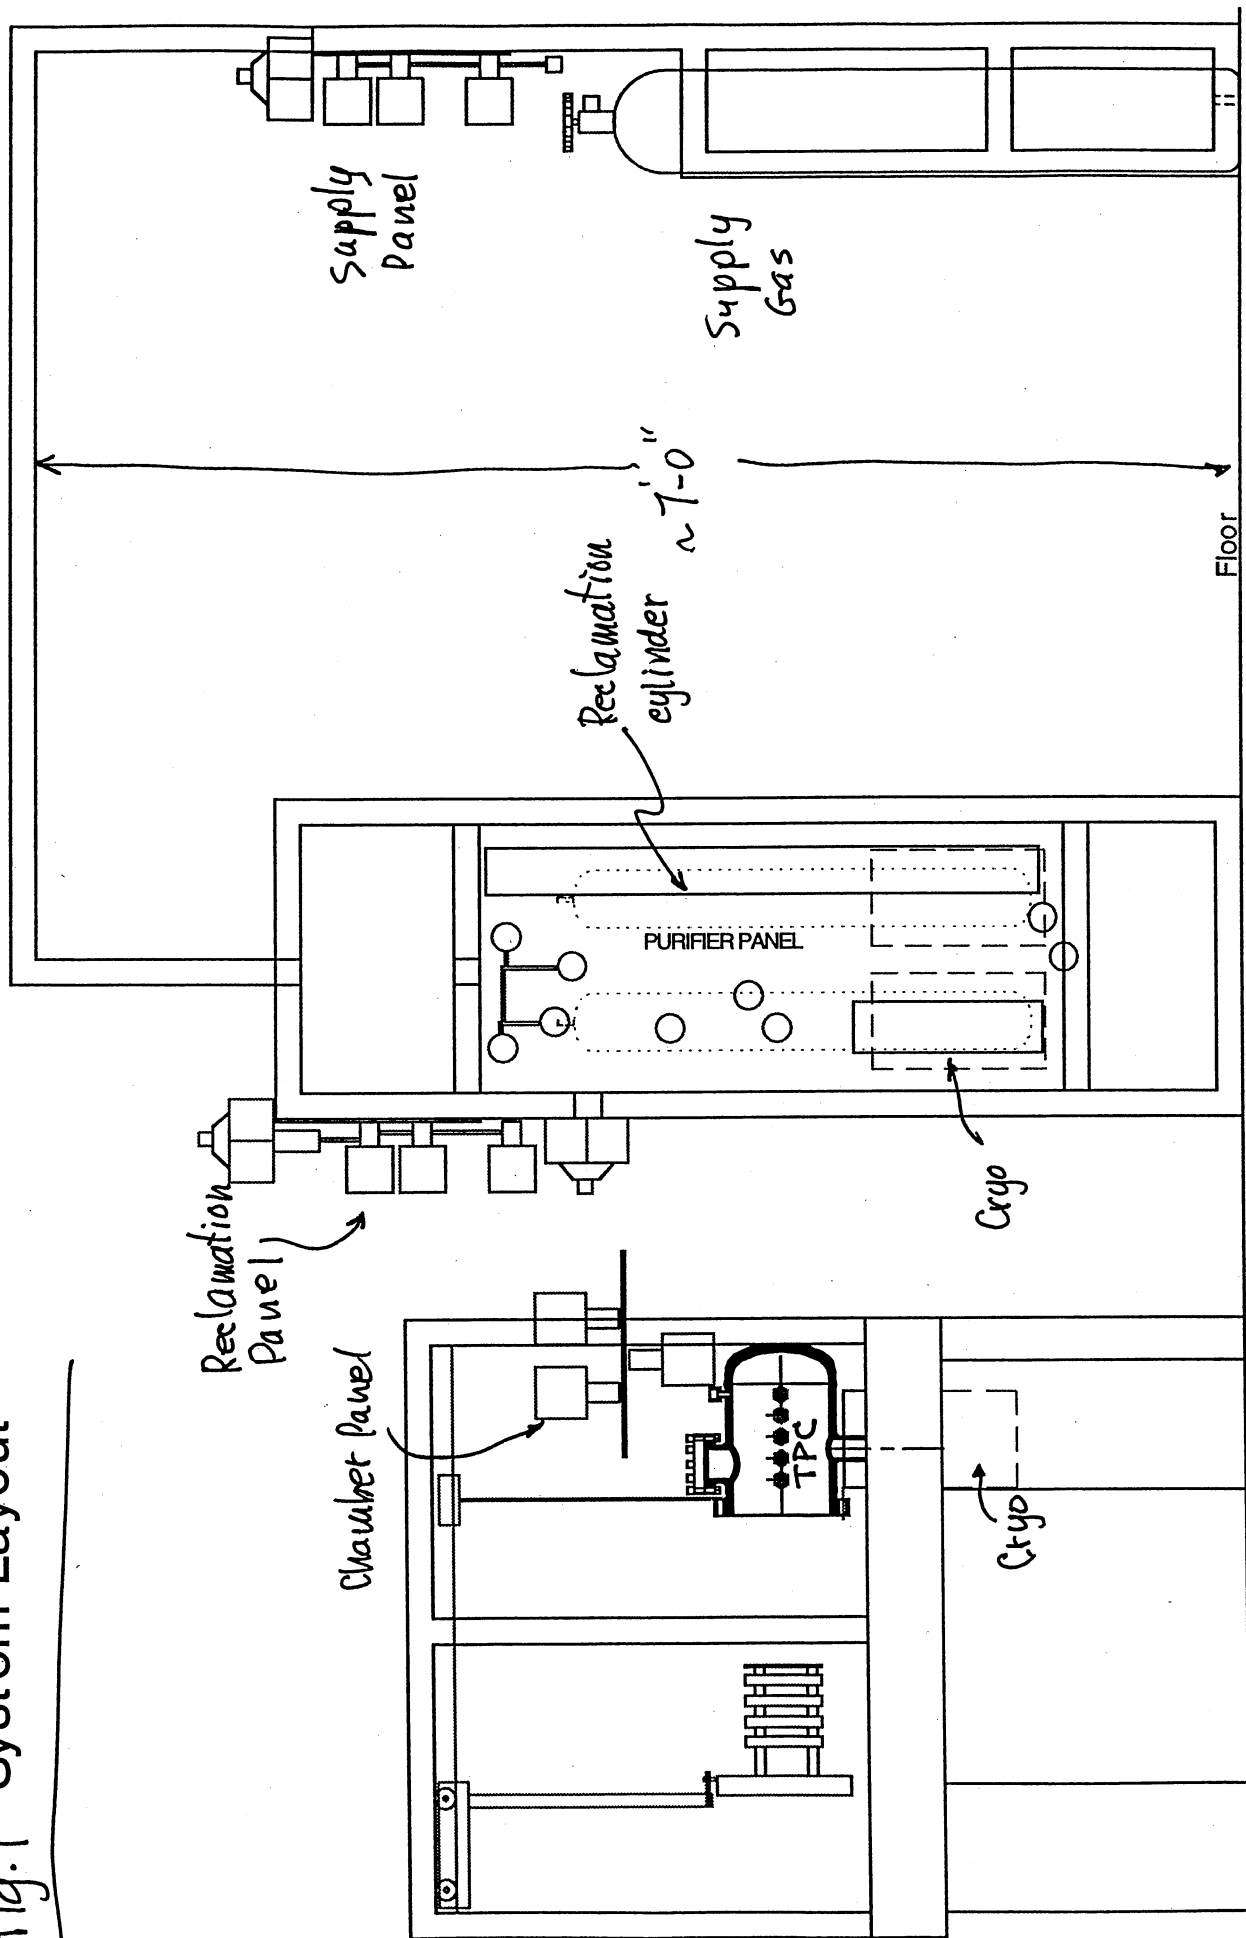 Fig. 1 System Layout
Reclamation
Panel
Chamber Panel
TPC
Cryo
Cryo
PURIFIER PANEL
Reclamation
cylinder
~ 7'-0"
Supply
Panel
Supply
Gas
Floor